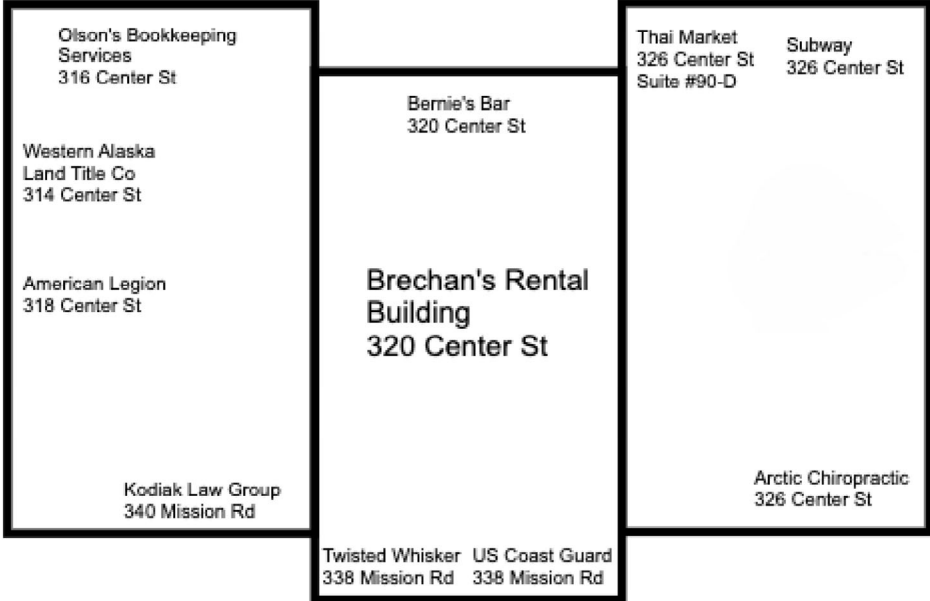 Olson's Bookkeeping
Services
316 Center St
Western Alaska
Land Title Co
314 Center St
American Legion
318 Center St
Kodiak Law Group
340 Mission Rd
Bernie's Bar
320 Center St
Brechan's Rental
Building
320 Center St
Twisted Whisker
338 Mission Rd
US Coast Guard
338 Mission Rd
Thai Market
326 Center St
Suite #90-D
Subway
326 Center St
Arctic Chiropractic
326 Center St